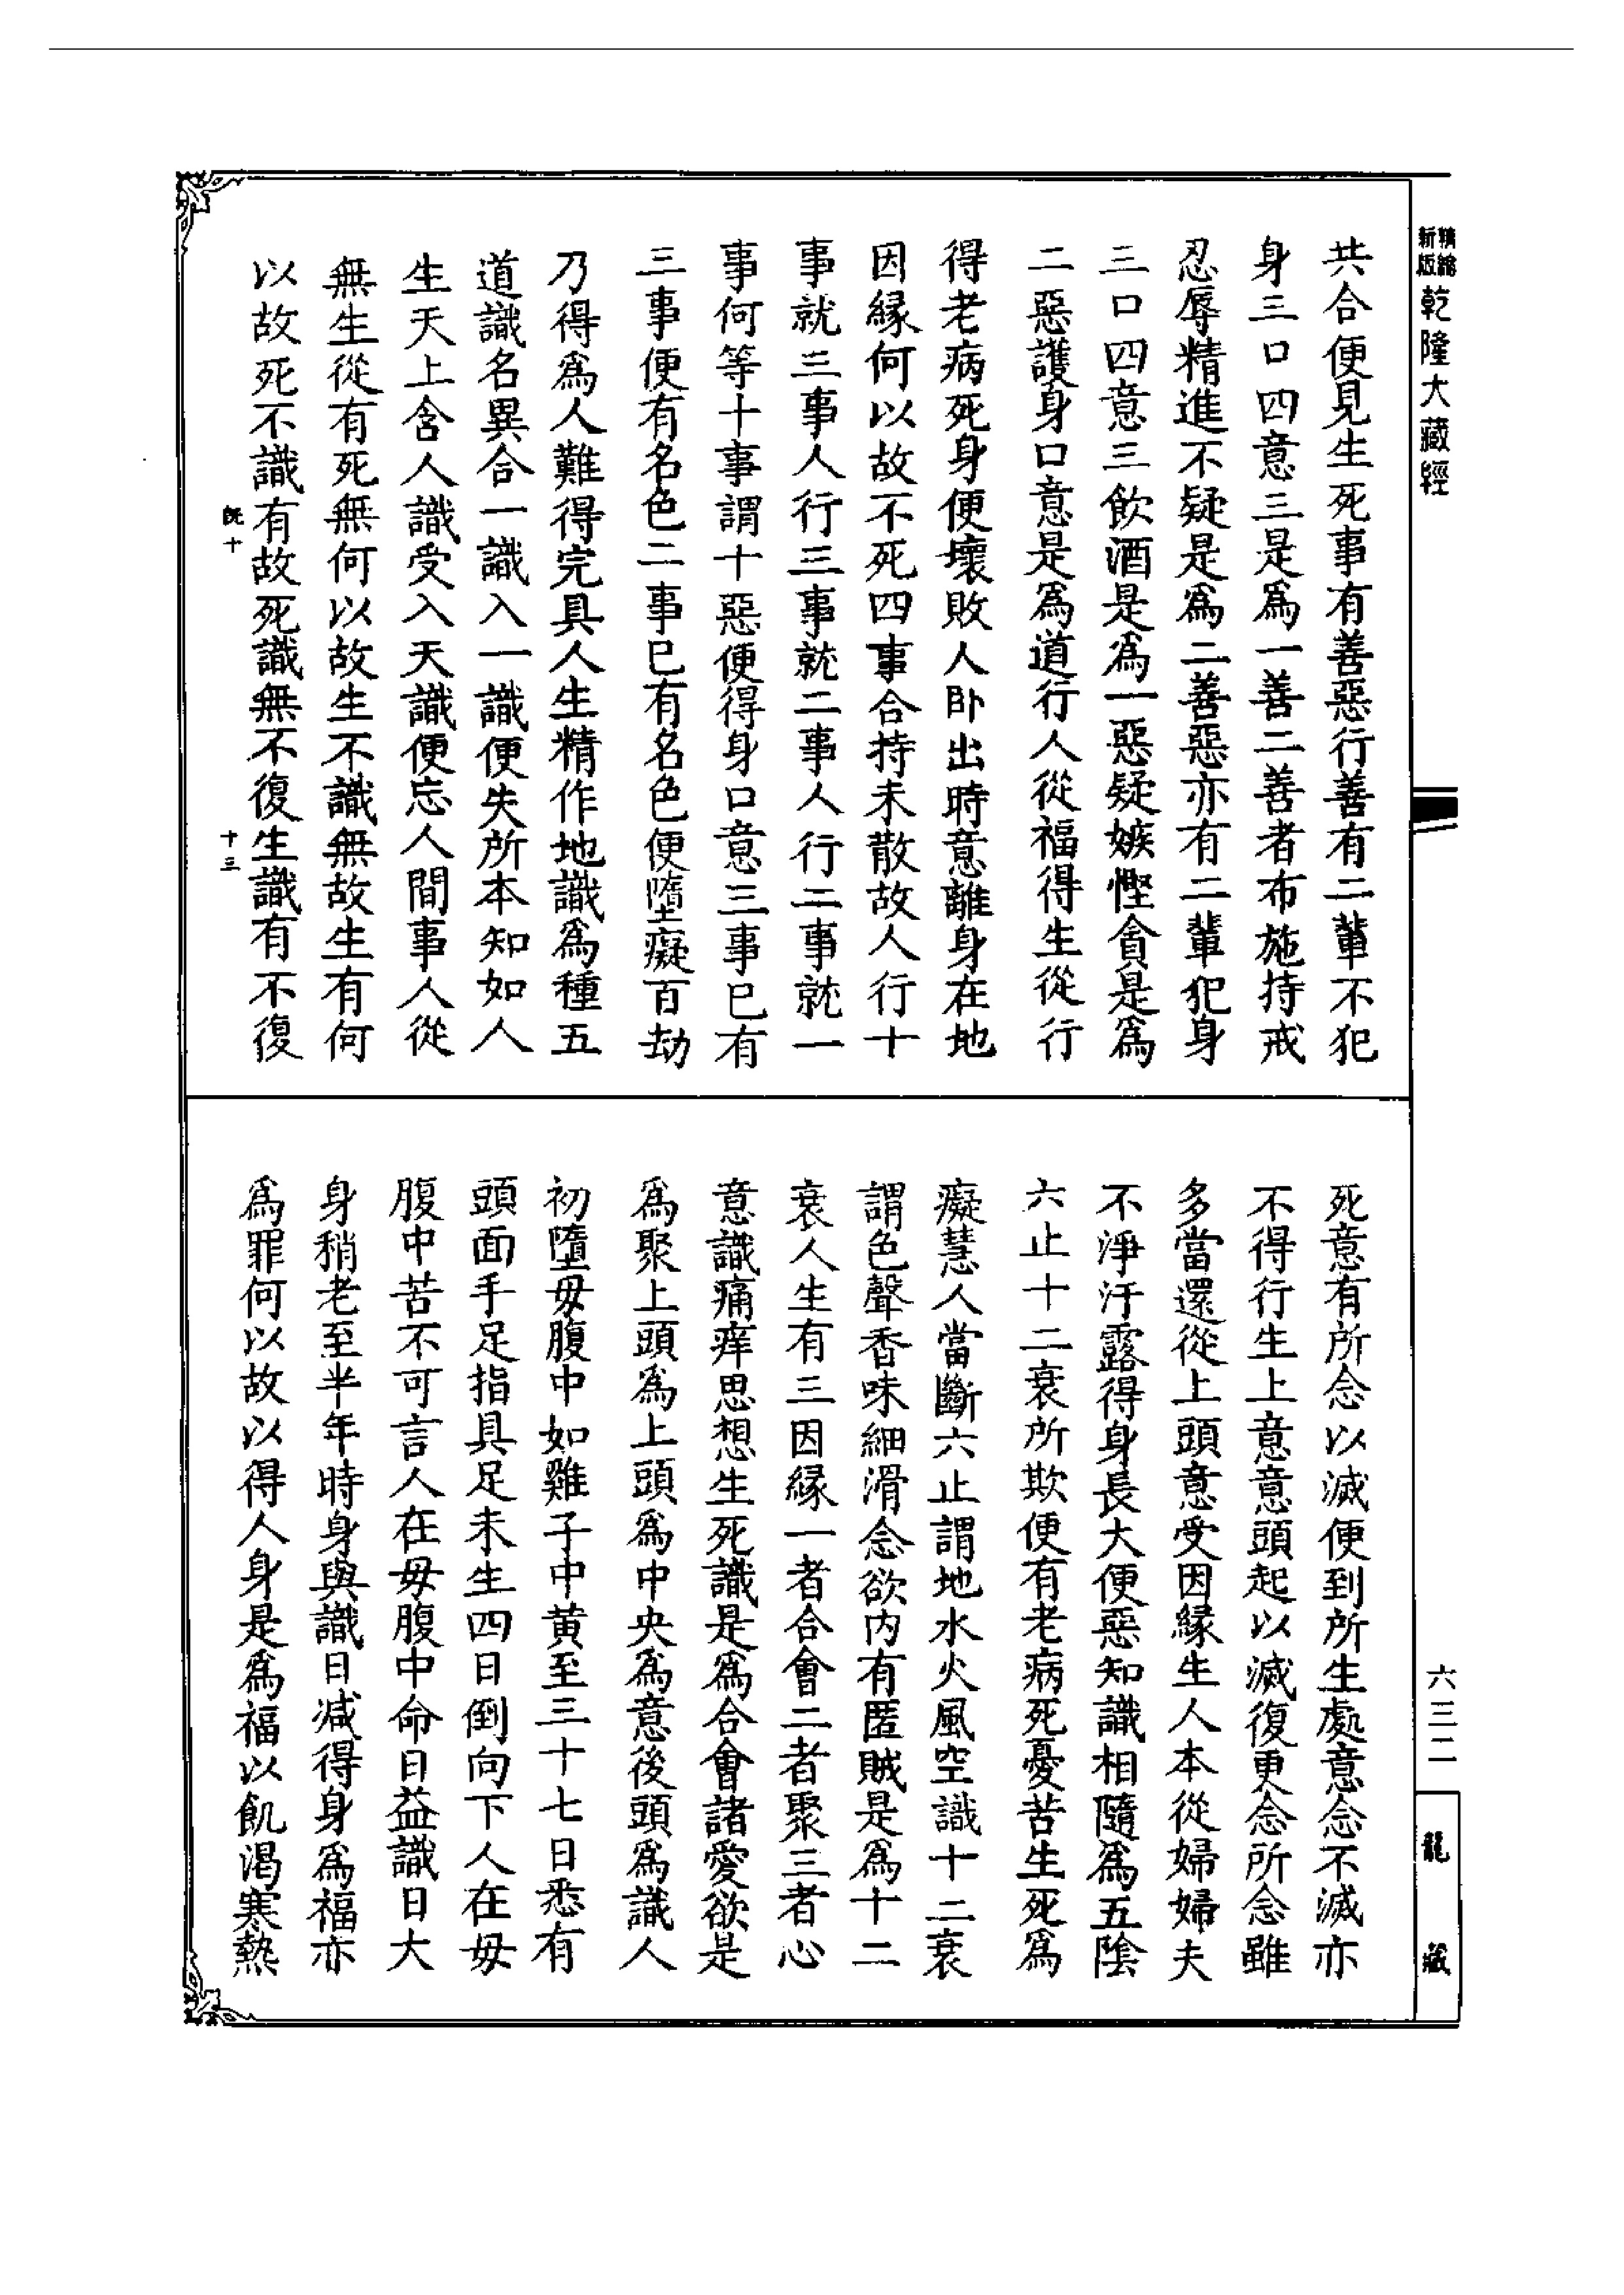 精縮
新版
乾隆大藏經
六三二
龍藏
共合便見生死事有善惡行善有二輩不犯
身三口四意三是爲一善二善者布施持戒
忍辱精進不疑是爲二善惡亦有二輩犯身
三口四意三飲酒是爲一惡疑嫉慳貪是爲
二惡護身口意是爲道行人從福得生從行
得老病死身便壞敗人卧出時意離身在地
因緣何以故不死四事合持未散故人行十
事就三事人行三事就二事人行二事就一
事何等十事謂十惡便得身口意三事已有
三事便有名色二事已有名色便墮癡百劫
乃得爲人難得完具人生精作地識爲種五
道識名異合一識入一識便失所本知如人
生天上含人識受入天識便忘人間事人從
無生從有死無何以故生不識無故生有何
以故死不識有故死識無不復生識有不復
旣十
十三
死意有所念以滅便到所生處意念不滅亦
不得行生上意意頭起以滅復更念所念雖
多當還從上頭意受因緣生人本從婦婦夫
不淨汙露得身長大便惡知識相隨爲五陰
六止十二衰所欺便有老病死憂苦生死爲
癡慧人當斷六止謂地水火風空識十二衰
謂色聲香味細滑念欲内有匿賊是爲十二
衰人生有三因緣一者合會二者聚三者心
意識痛痒思想生死識是爲合會諸愛欲是
爲聚上頭爲上頭爲中央爲意後頭爲識人
初墮毋腹中如雞子中黄至三十七日悉有
頭面手足指具足未生四日倒向下人在毋
腹中苦不可言人在毋腹中命日益識日大
身稍老至半年時身與識日减得身爲福亦
爲罪何以故以得人身是爲福以飢渴寒熱